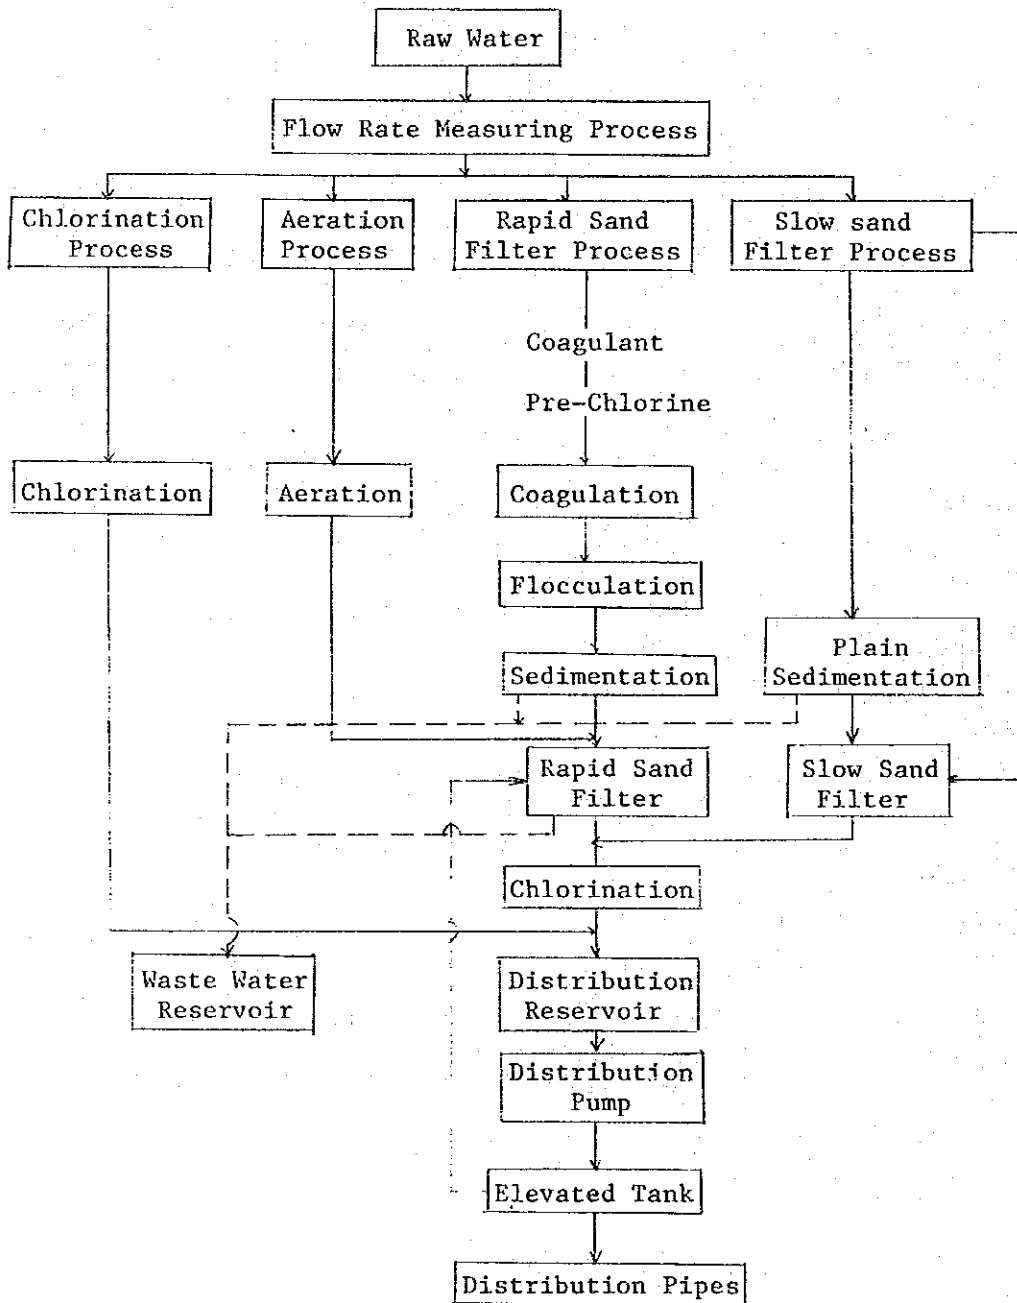 Raw Water
Flow Rate Measuring Process
Chlorination
Process
Aeration
Process
Rapid Sand
Filter Process
Slow sand
Filter Process
Coagulant
Pre-Chlorine
Chlorination
Aeration
Coagulation
Flocculation
Sedimentation
Plain
Sedimentation
Rapid Sand
Filter
Slow Sand
Filter
Chlorination
Waste Water
Reservoir
Distribution
Reservoir
Distribution
Pump
Elevated Tank
Distribution Pipes